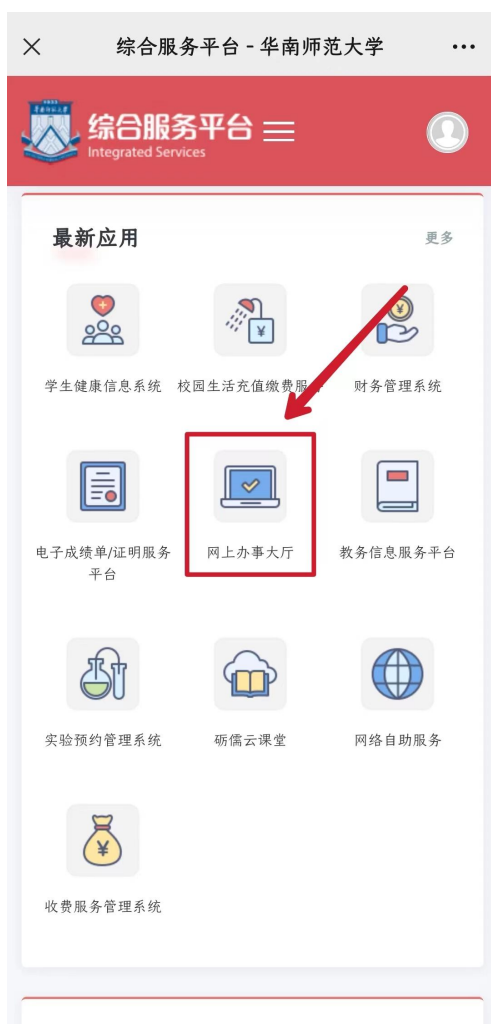 综合服务平台 - 华南师范大学
综合服务平台
Integrated Services
最新应用
更多
学生健康信息系统
校园生活充值缴费服
财务管理系统
电子成绩单/证明服务
平台
网上办事大厅
教务信息服务平台
实验预约管理系统
砺儒云课堂
网络自助服务
收费服务管理系统